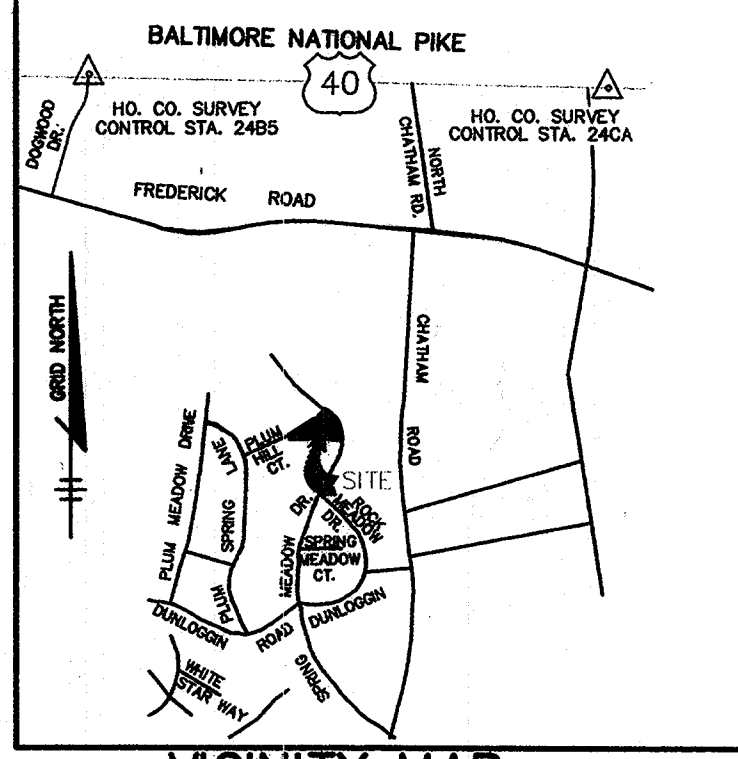 BALTIMORE NATIONAL PIKE
40
DOGWOOD
DR.
HO. CO. SURVEY
CONTROL STA. 24B5
NORTH
CHATHAM RD.
HO. CO. SURVEY
CONTROL STA. 24CA
FREDERICK ROAD
GRID NORTH
CHATHAM ROAD
PLUM MEADOW DRIVE
PLUM SPRING LANE
PLUM
HILL
CT.
SITE
ROCK
MEADOW
DR.
SPRING MEADOW DR.
SPRING
MEADOW
CT.
DUNLOGGIN ROAD DUNLOGGIN
WHITE
STAR WAY
VICINITY MAP